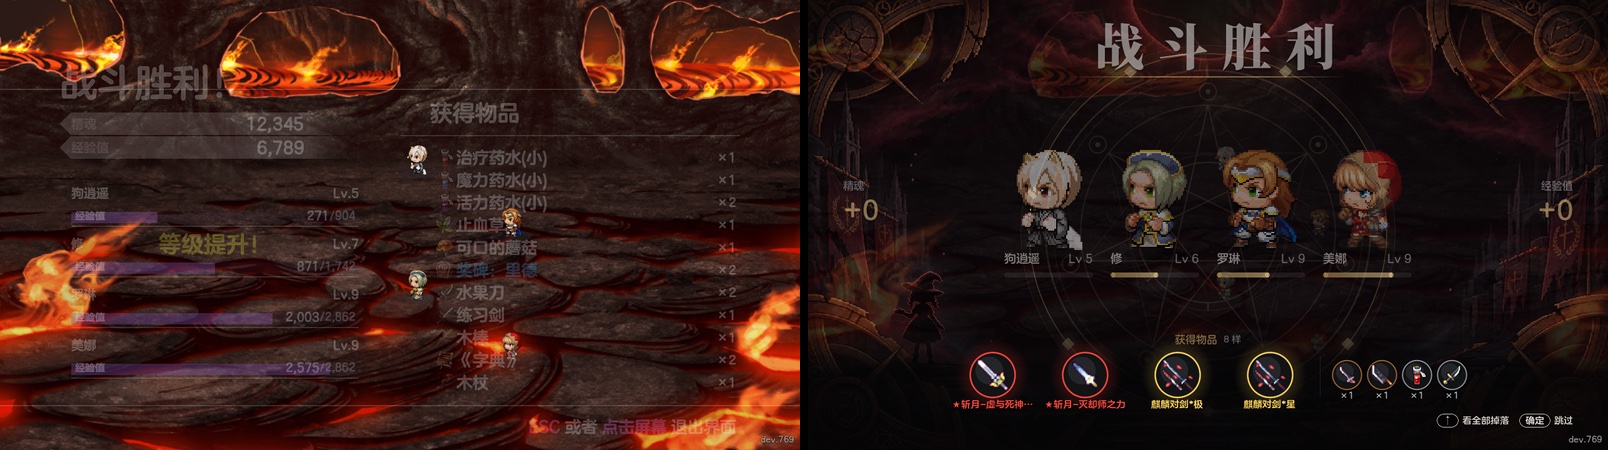 战斗胜利!
精魂 12,345
经验值 6,789
狗逍遥 Lv.5
经验值 271/904
修 等级提升! Lv.7
经验值 871/1,742
罗琳 Lv.9
经验值 2,003/2,862
美娜 Lv.9
经验值 2,575/2,862
获得物品
治疗药水(小) ×1
魔力药水(小) ×1
活力药水(小) ×2
止血草 ×1
可口的蘑菇 ×1
奖牌：里德 ×2
水果刀 ×2
练习剑 ×1
木棒 ×1
《字典》 ×2
木杖 ×1
ESC 或者 点击屏幕 退出界面
dev.769
战斗胜利
精魂
+0
经验值
+0
狗逍遥 Lv 5
修 Lv 6
罗琳 Lv 9
美娜 Lv 9
获得物品 8 样
★斩月-虚与死神…
★斩月-灭却师之力
麒麟对剑*极
麒麟对剑*星
×1 ×1 ×1 ×1
↑ 看全部掉落 确定 跳过
dev.769